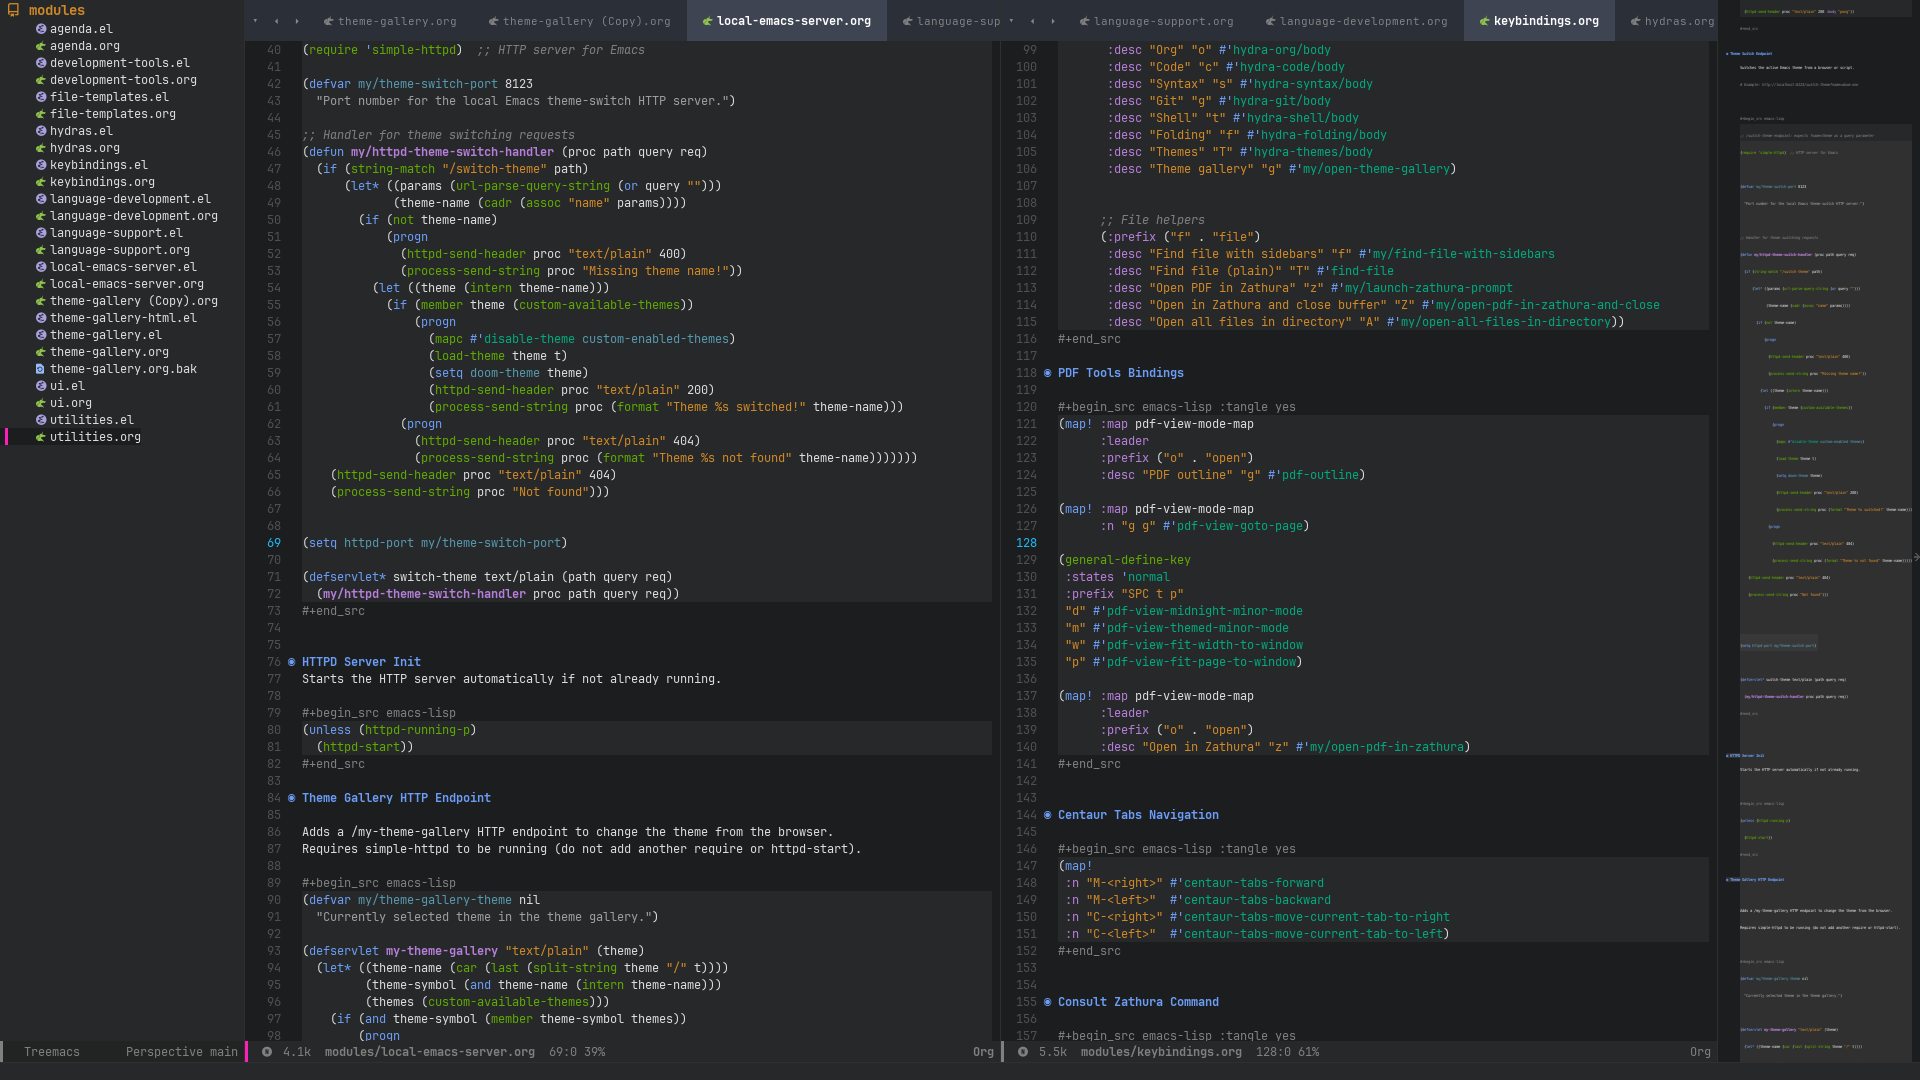 modules
agenda.el
agenda.org
development-tools.el
development-tools.org
file-templates.el
file-templates.org
hydras.el
hydras.org
keybindings.el
keybindings.org
language-development.el
language-development.org
language-support.el
language-support.org
local-emacs-server.el
local-emacs-server.org
theme-gallery (Copy).org
theme-gallery-html.el
theme-gallery.el
theme-gallery.org
theme-gallery.org.bak
ui.el
ui.org
utilities.el
utilities.org
Treemacs Perspective main
theme-gallery.org theme-gallery (Copy).org local-emacs-server.org language-sup
40 (require 'simple-httpd)  ;; HTTP server for Emacs
41
42 (defvar my/theme-switch-port 8123
43   "Port number for the local Emacs theme-switch HTTP server.")
44
45 ;; Handler for theme switching requests
46 (defun my/httpd-theme-switch-handler (proc path query req)
47   (if (string-match "/switch-theme" path)
48       (let* ((params (url-parse-query-string (or query "")))
49              (theme-name (cadr (assoc "name" params))))
50         (if (not theme-name)
51             (progn
52               (httpd-send-header proc "text/plain" 400)
53               (process-send-string proc "Missing theme name!"))
54           (let ((theme (intern theme-name)))
55             (if (member theme (custom-available-themes))
56                 (progn
57                   (mapc #'disable-theme custom-enabled-themes)
58                   (load-theme theme t)
59                   (setq doom-theme theme)
60                   (httpd-send-header proc "text/plain" 200)
61                   (process-send-string proc (format "Theme %s switched!" theme-name)))
62               (progn
63                 (httpd-send-header proc "text/plain" 404)
64                 (process-send-string proc (format "Theme %s not found" theme-name)))))))
65     (httpd-send-header proc "text/plain" 404)
66     (process-send-string proc "Not found")))
67
68
69 (setq httpd-port my/theme-switch-port)
70
71 (defservlet* switch-theme text/plain (path query req)
72   (my/httpd-theme-switch-handler proc path query req))
73 #+end_src
74
75
76 ◉ HTTPD Server Init
77 Starts the HTTP server automatically if not already running.
78
79 #+begin_src emacs-lisp
80 (unless (httpd-running-p)
81   (httpd-start))
82 #+end_src
83
84 ◉ Theme Gallery HTTP Endpoint
85
86 Adds a /my-theme-gallery HTTP endpoint to change the theme from the browser.
87 Requires simple-httpd to be running (do not add another require or httpd-start).
88
89 #+begin_src emacs-lisp
90 (defvar my/theme-gallery-theme nil
91   "Currently selected theme in the theme gallery.")
92
93 (defservlet my-theme-gallery "text/plain" (theme)
94   (let* ((theme-name (car (last (split-string theme "/" t))))
95          (theme-symbol (and theme-name (intern theme-name)))
96          (themes (custom-available-themes)))
97     (if (and theme-symbol (member theme-symbol themes))
98         (progn
4.1k modules/local-emacs-server.org 69:0 39% Org
language-support.org language-development.org keybindings.org hydras.org
99        :desc "Org" "o" #'hydra-org/body
100       :desc "Code" "c" #'hydra-code/body
101       :desc "Syntax" "s" #'hydra-syntax/body
102       :desc "Git" "g" #'hydra-git/body
103       :desc "Shell" "t" #'hydra-shell/body
104       :desc "Folding" "f" #'hydra-folding/body
105       :desc "Themes" "T" #'hydra-themes/body
106       :desc "Theme gallery" "g" #'my/open-theme-gallery)
107
108
109      ;; File helpers
110      (:prefix ("f" . "file")
111       :desc "Find file with sidebars" "f" #'my/find-file-with-sidebars
112       :desc "Find file (plain)" "T" #'find-file
113       :desc "Open PDF in Zathura" "z" #'my/launch-zathura-prompt
114       :desc "Open in Zathura and close buffer" "Z" #'my/open-pdf-in-zathura-and-close
115       :desc "Open all files in directory" "A" #'my/open-all-files-in-directory))
116 #+end_src
117
118 ◉ PDF Tools Bindings
119
120 #+begin_src emacs-lisp :tangle yes
121 (map! :map pdf-view-mode-map
122       :leader
123       :prefix ("o" . "open")
124       :desc "PDF outline" "g" #'pdf-outline)
125
126 (map! :map pdf-view-mode-map
127       :n "g g" #'pdf-view-goto-page)
128
129 (general-define-key
130  :states 'normal
131  :prefix "SPC t p"
132  "d" #'pdf-view-midnight-minor-mode
133  "m" #'pdf-view-themed-minor-mode
134  "w" #'pdf-view-fit-width-to-window
135  "p" #'pdf-view-fit-page-to-window)
136
137 (map! :map pdf-view-mode-map
138       :leader
139       :prefix ("o" . "open")
140       :desc "Open in Zathura" "z" #'my/open-pdf-in-zathura)
141 #+end_src
142
143
144 ◉ Centaur Tabs Navigation
145
146 #+begin_src emacs-lisp :tangle yes
147 (map!
148  :n "M-<right>" #'centaur-tabs-forward
149  :n "M-<left>"  #'centaur-tabs-backward
150  :n "C-<right>" #'centaur-tabs-move-current-tab-to-right
151  :n "C-<left>"  #'centaur-tabs-move-current-tab-to-left)
152 #+end_src
153
154
155 ◉ Consult Zathura Command
156
157 #+begin_src emacs-lisp :tangle yes
5.5k modules/keybindings.org 128:0 61% Org